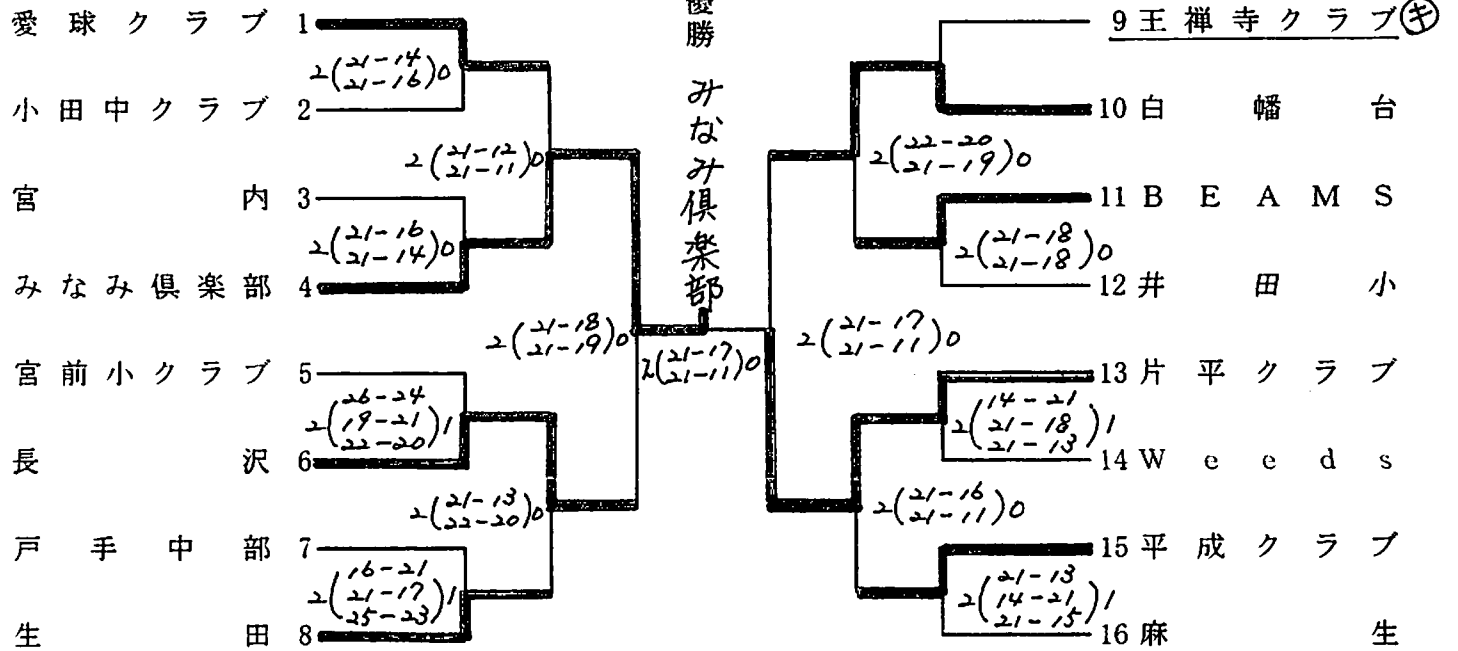 愛球クラブ 1
2(21-14 21-16)0
小田中クラブ 2
2(21-12 21-11)0
宮内 3
2(21-16 21-14)0
みなみ倶楽部 4
2(21-18 21-19)0
宮前小クラブ 5
2(26-24 19-21 22-20)1
長沢 6
2(21-13 22-20)0
戸手中部 7
2(16-21 21-17 25-23)1
生田 8
優勝 みなみ倶楽部
2(21-17 21-11)0
9 王禅寺クラブ キ
10 白幡台
2(22-20 21-19)0
11 BEAMS
2(21-18 21-18)0
12 井田小
2(21-17 21-11)0
13 片平クラブ
2(14-21 21-18 21-13)1
14 Weeds
2(21-16 21-11)0
15 平成クラブ
2(21-13 14-21 21-15)1
16 麻生